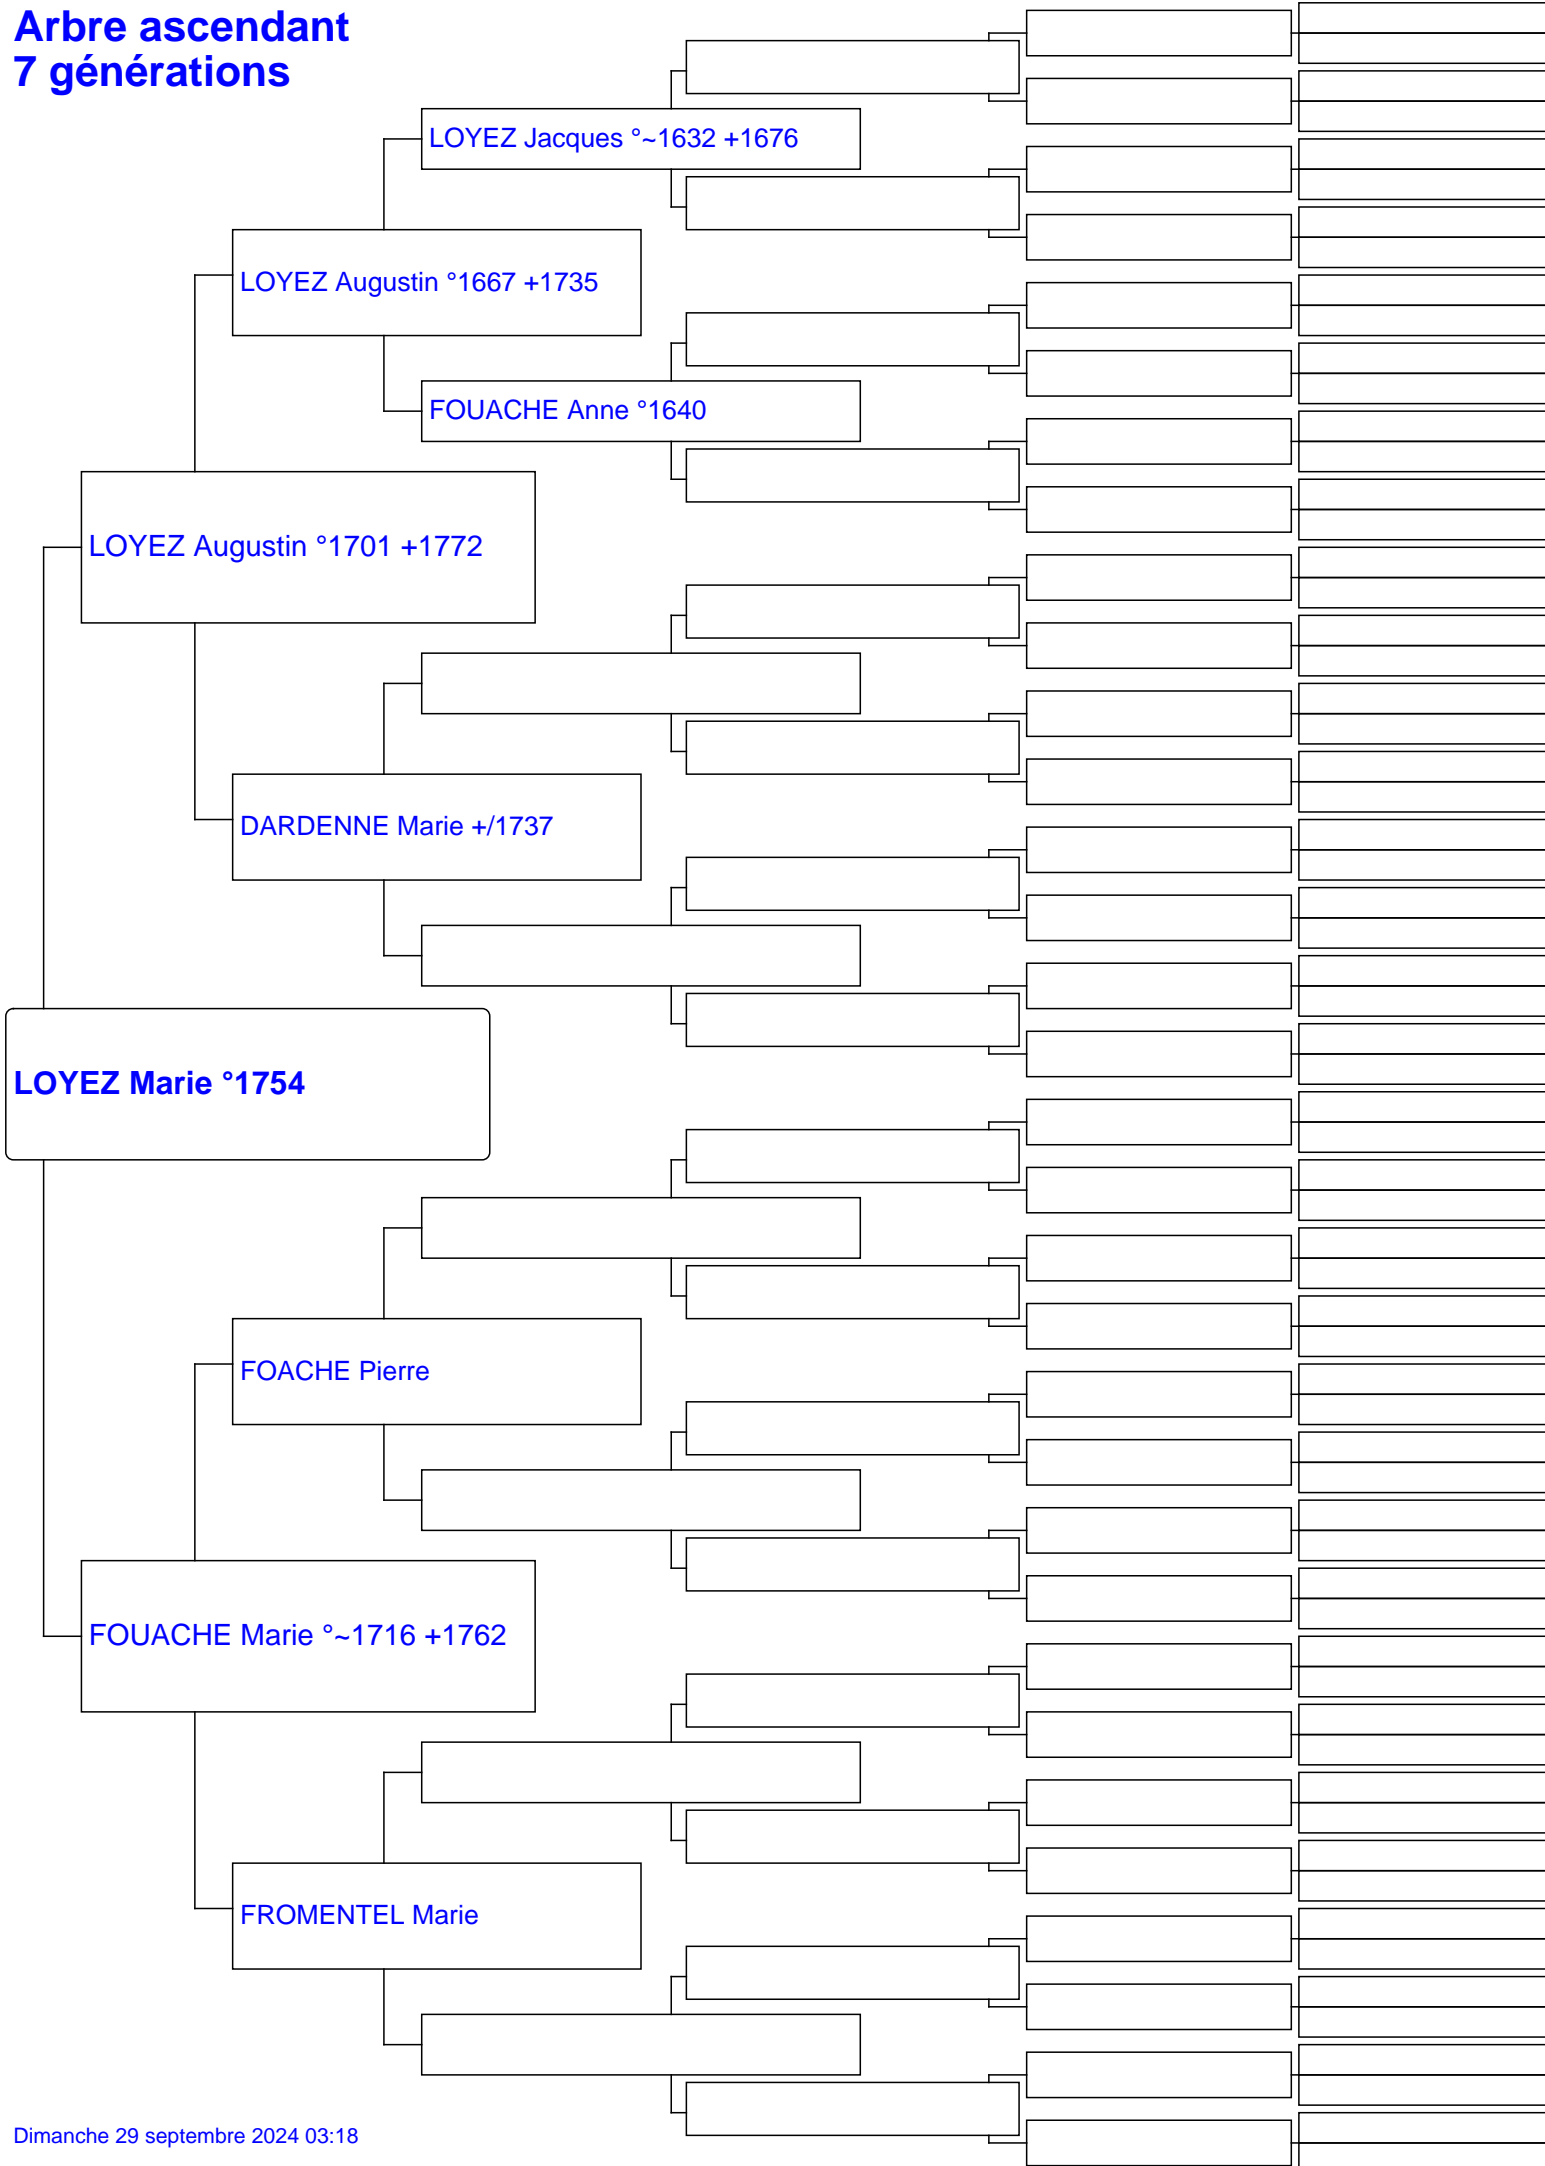 Arbre ascendant
7 générations
LOYEZ Jacques °~1632 +1676
LOYEZ Augustin °1667 +1735
FOUACHE Anne °1640
LOYEZ Augustin °1701 +1772
DARDENNE Marie +/1737
LOYEZ Marie °1754
FOACHE Pierre
FOUACHE Marie °~1716 +1762
FROMENTEL Marie
Dimanche 29 septembre 2024 03:18